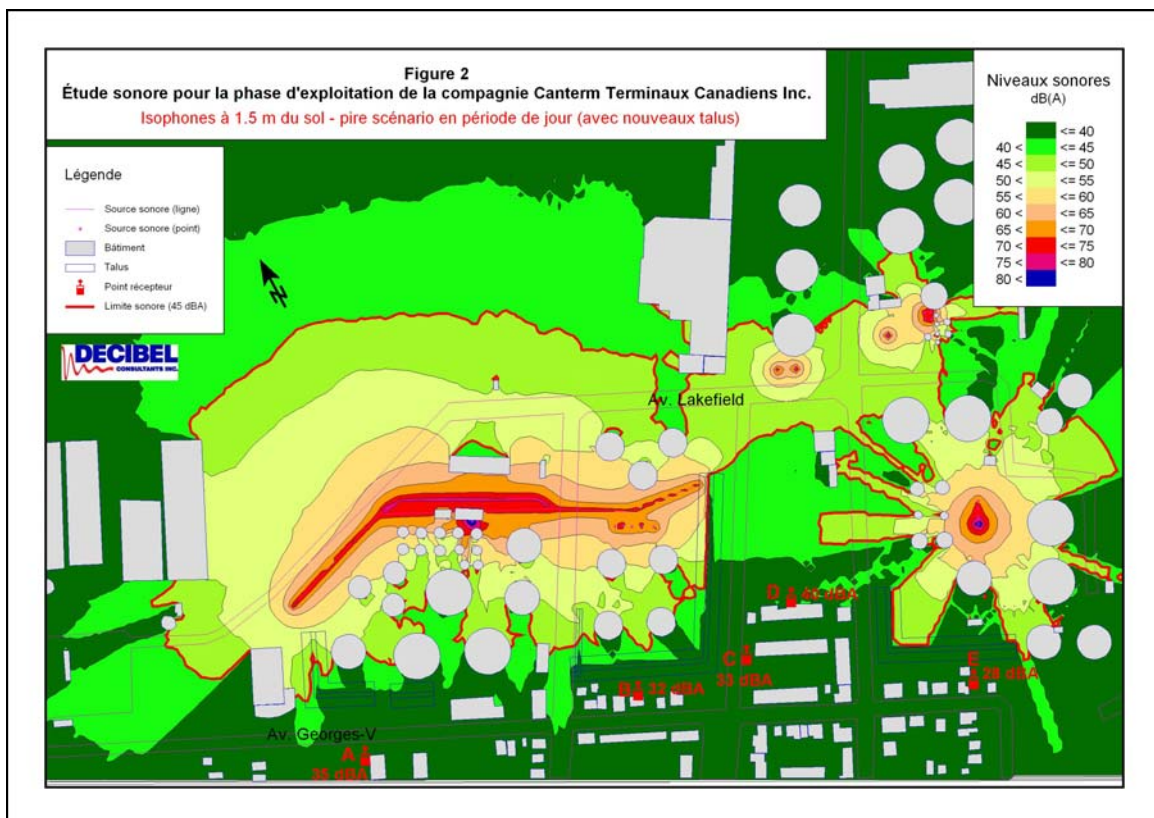 Figure 2
Étude sonore pour la phase d'exploitation de la compagnie Canterm Terminaux Canadiens Inc.
Isophones à 1.5 m du sol - pire scénario en période de jour (avec nouveaux talus)
Niveaux sonores
dB(A)
<= 40
40 < <= 45
45 < <= 50
50 < <= 55
55 < <= 60
60 < <= 65
65 < <= 70
70 < <= 75
75 < <= 80
80 <
Légende
Source sonore (ligne)
Source sonore (point)
Bâtiment
Talus
Point récepteur
Limite sonore (45 dBA)
N
DECIBEL
CONSULTANTS INC.
Av. Lakefield
D
dBA
C
33 dBA
E
28 dBA
B
dBA
Av. Georges-V
A
35 dBA